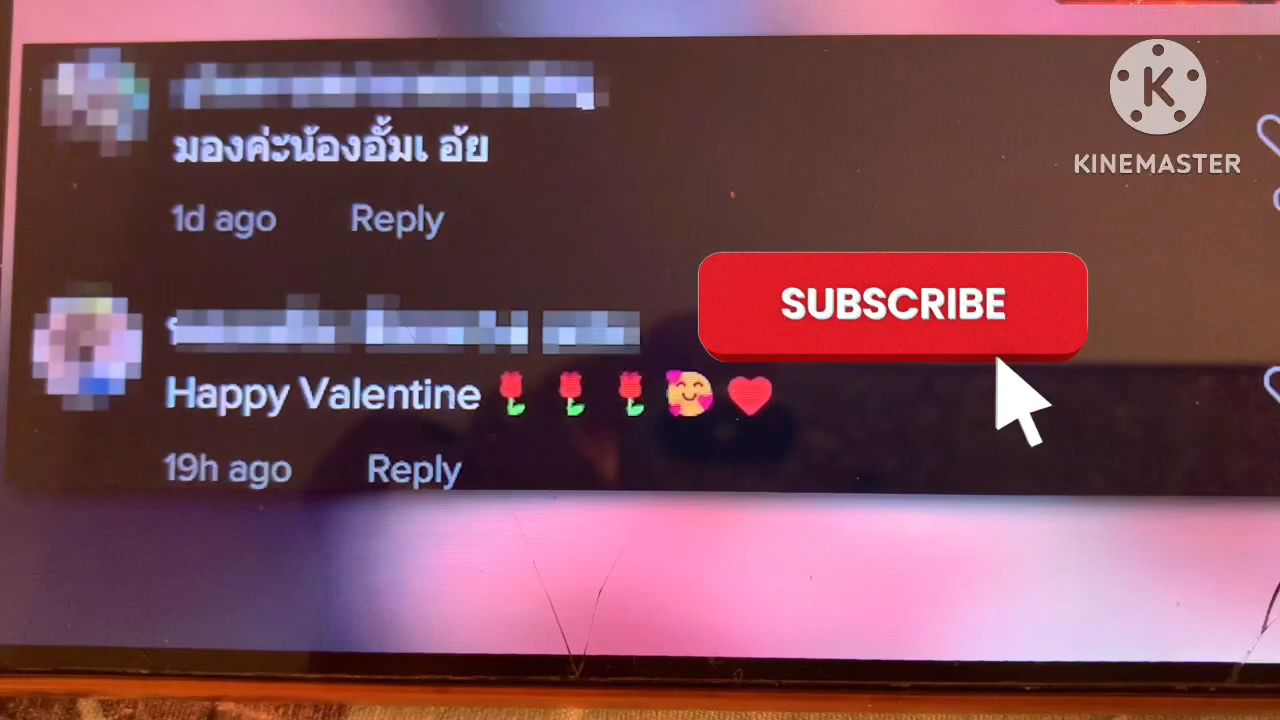 K
KINEMASTER
มองค่ะน้องอั้มเ อ้ย
1d ago Reply
SUBSCRIBE
Happy Valentine 🌷 🌷 🌷 🥰 ❤️
19h ago Reply